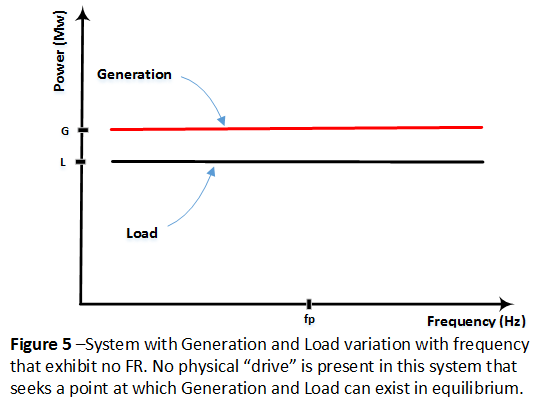 Power (Mw)
Generation
G
L
Load
fp
Frequency (Hz)
Figure 5 –System with Generation and Load variation with frequency
that exhibit no FR. No physical “drive” is present in this system that
seeks a point at which Generation and Load can exist in equilibrium.